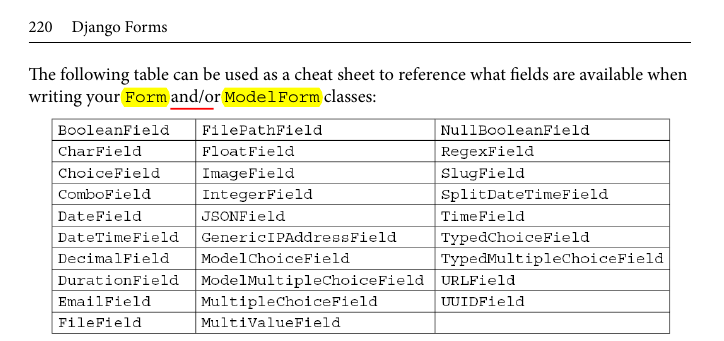 220 Django Forms
The following table can be used as a cheat sheet to reference what fields are available when
writing your Form and/or ModelForm classes:
BooleanField FilePathField NullBooleanField
CharField FloatField RegexField
ChoiceField ImageField SlugField
ComboField IntegerField SplitDateTimeField
DateField JSONField TimeField
DateTimeField GenericIPAddressField TypedChoiceField
DecimalField ModelChoiceField TypedMultipleChoiceField
DurationField ModelMultipleChoiceField URLField
EmailField MultipleChoiceField UUIDField
FileField MultiValueField